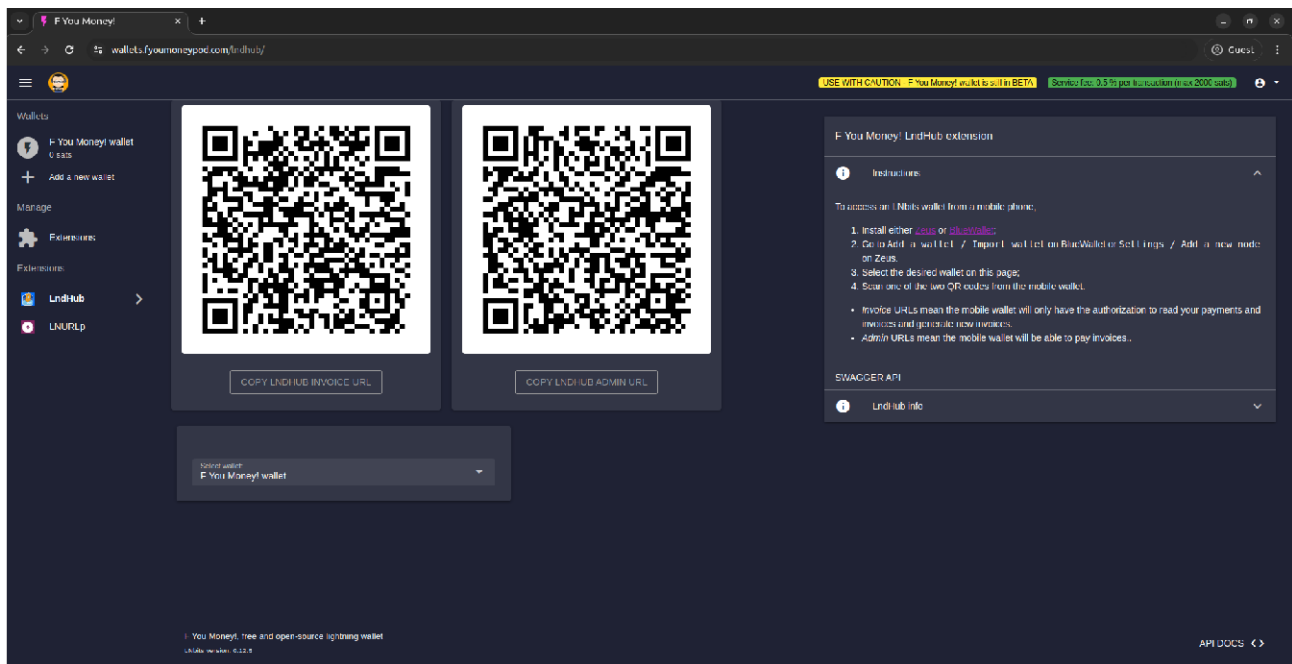 F You Money!
wallets.fyoumoneypod.com/lndhub/
Guest
USE WITH CAUTION - F You Money! wallet is still in BETA
Service fee: 0.5 % per transaction (max 2000 sats)
Wallets
F You Money! wallet
0 sats
Add a new wallet
Manage
Extensions
Extensions
LndHub
LNURLp
COPY LNDHUB INVOICE URL
COPY LNDHUB ADMIN URL
Select wallet
F You Money! wallet
F You Money! LndHub extension
Instructions
To access an LNbits wallet from a mobile phone,
1. Install either Zeus or BlueWallet;
2. Go to Add a wallet / Import wallet on BlueWallet or Settings / Add a new node
on Zeus.
3. Select the desired wallet on this page;
4. Scan one of the two QR codes from the mobile wallet.
• Invoice URLs mean the mobile wallet will only have the authorization to read your payments and
invoices and generate new invoices.
• Admin URLs mean the mobile wallet will be able to pay invoices..
SWAGGER API
LndHub info
F You Money!, free and open-source lightning wallet
LNbits version: 0.12.5
API DOCS